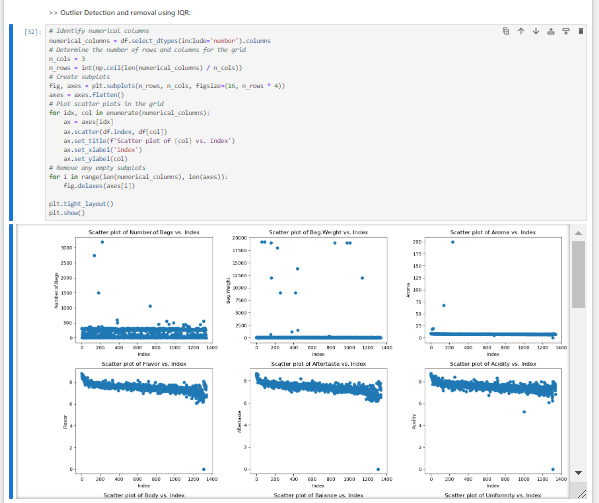 >> Outlier Detection and removal using IQR:
[32]: # Identify numerical columns
numerical_columns = df.select_dtypes(include='number').columns
# Determine the number of rows and columns for the grid
n_cols = 3
n_rows = int(np.ceil(len(numerical_columns) / n_cols))
# Create subplots
fig, axes = plt.subplots(n_rows, n_cols, figsize=(16, n_rows * 4))
axes = axes.flatten()
# Plot scatter plots in the grid
for idx, col in enumerate(numerical_columns):
    ax = axes[idx]
    ax.scatter(df.index, df[col])
    ax.set_title(f'Scatter plot of {col} vs. Index')
    ax.set_xlabel('Index')
    ax.set_ylabel(col)
# Remove any empty subplots
for i in range(len(numerical_columns), len(axes)):
    fig.delaxes(axes[i])
plt.tight_layout()
plt.show()
Scatter plot of Number.of.Bags vs. Index
Number.of.Bags
3000
2500
2000
1500
1000
500
0
0 200 400 600 800 1000 1200 1400
Index
Scatter plot of Bag.Weight vs. Index
Bag.Weight
20000
17500
15000
12500
10000
7500
5000
2500
0
0 200 400 600 800 1000 1200 1400
Index
Scatter plot of Aroma vs. Index
Aroma
200
175
150
125
100
75
50
25
0
0 200 400 600 800 1000 1200 1400
Index
Scatter plot of Flavor vs. Index
Flavor
8
6
4
2
0
0 200 400 600 800 1000 1200 1400
Index
Scatter plot of Aftertaste vs. Index
Aftertaste
8
6
4
2
0
0 200 400 600 800 1000 1200 1400
Index
Scatter plot of Acidity vs. Index
Acidity
8
6
4
2
0
0 200 400 600 800 1000 1200 1400
Index
Scatter plot of Body vs. Index
Scatter plot of Balance vs. Index
Scatter plot of Uniformity vs. Index